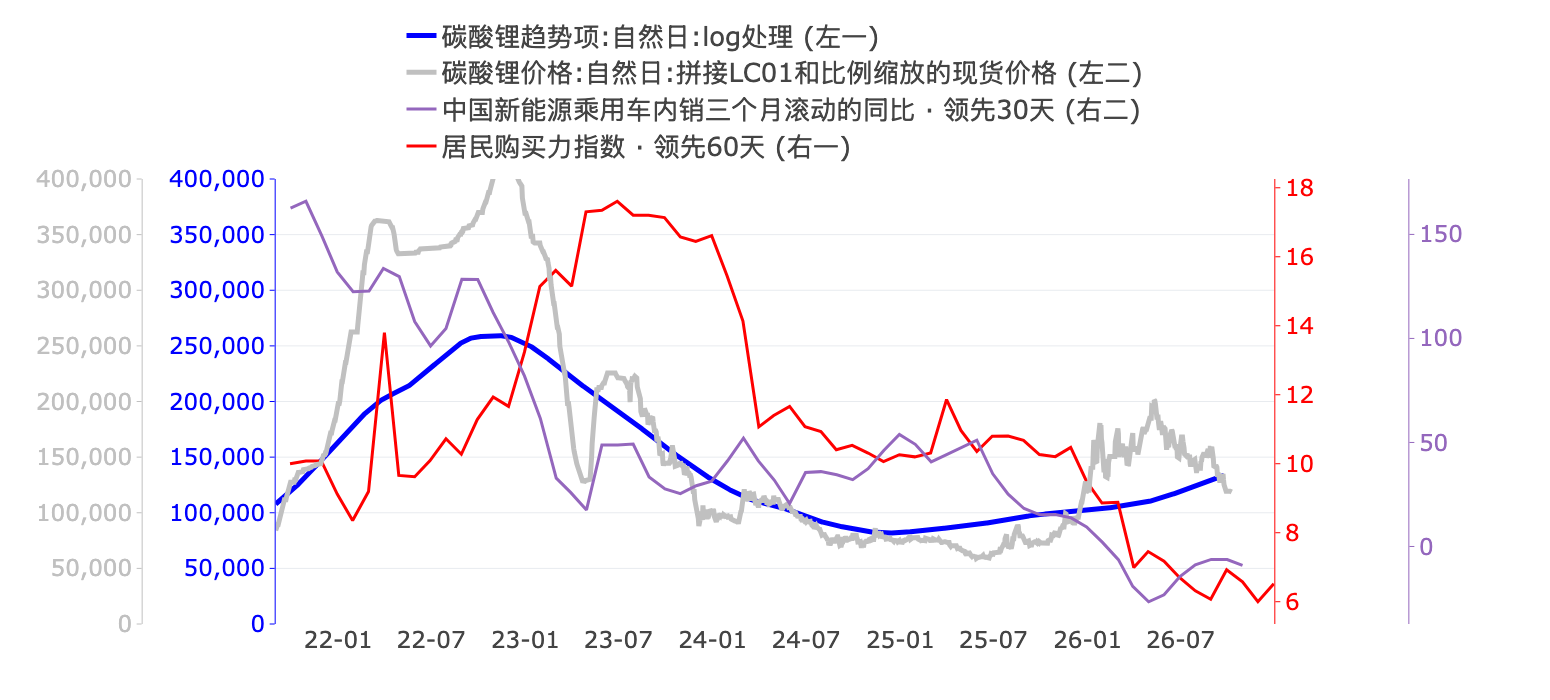 碳酸锂趋势项:自然日:log处理 (左一)
碳酸锂价格:自然日:拼接LC01和比例缩放的现货价格 (左二)
中国新能源乘用车内销三个月滚动的同比 · 领先30天 (右二)
居民购买力指数 · 领先60天 (右一)
400,000 400,000 18
350,000 350,000 150
16
300,000 300,000
14
250,000 250,000 100
200,000 200,000 12
150,000 150,000 10 50
100,000 100,000
8
50,000 50,000 0
6
0 0
22-01 22-07 23-01 23-07 24-01 24-07 25-01 25-07 26-01 26-07